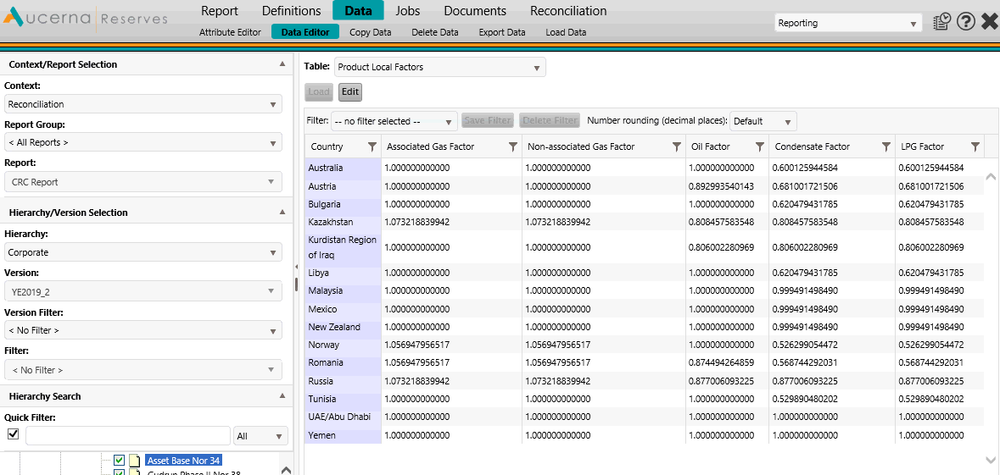 Aucerna Reserves
Report Definitions Data Jobs Documents Reconciliation
Attribute Editor Data Editor Copy Data Delete Data Export Data Load Data
Reporting
Context/Report Selection
Context:
Reconciliation
Report Group:
< All Reports >
Report:
CRC Report
Hierarchy/Version Selection
Hierarchy:
Corporate
Version:
YE2019_2
Version Filter:
< No Filter >
Filter:
< No Filter >
Hierarchy Search
Quick Filter:
All
Asset Base Nor 34
Gudrun Phase II Nor 38
Table: Product Local Factors
Load Edit
Filter: -- no filter selected -- Save Filter Delete Filter Number rounding (decimal places): Default
Country Associated Gas Factor Non-associated Gas Factor Oil Factor Condensate Factor LPG Factor
Australia 1.000000000000 1.000000000000 1.000000000000 0.600125944584 0.600125944584
Austria 1.000000000000 1.000000000000 0.892993540143 0.681001721506 0.681001721506
Bulgaria 1.000000000000 1.000000000000 1.000000000000 0.620479431785 0.620479431785
Kazakhstan 1.073218839942 1.073218839942 0.808457583548 0.808457583548 0.808457583548
Kurdistan Region
of Iraq 1.000000000000 1.000000000000 0.806002280969 0.806002280969 0.806002280969
Libya 1.000000000000 1.000000000000 1.000000000000 0.620479431785 0.620479431785
Malaysia 1.000000000000 1.000000000000 1.000000000000 0.999491498490 0.999491498490
Mexico 1.000000000000 1.000000000000 1.000000000000 0.999491498490 0.999491498490
New Zealand 1.000000000000 1.000000000000 1.000000000000 0.999491498490 0.999491498490
Norway 1.056947956517 1.056947956517 1.000000000000 0.526299054472 0.526299054472
Romania 1.056947956517 1.056947956517 0.874494264859 0.568744292031 0.568744292031
Russia 1.073218839942 1.073218839942 0.877006093225 0.877006093225 0.877006093225
Tunisia 1.000000000000 1.000000000000 1.000000000000 0.529890480202 0.529890480202
UAE/Abu Dhabi 1.000000000000 1.000000000000 1.000000000000 1.000000000000 1.000000000000
Yemen 1.000000000000 1.000000000000 1.000000000000 1.000000000000 1.000000000000